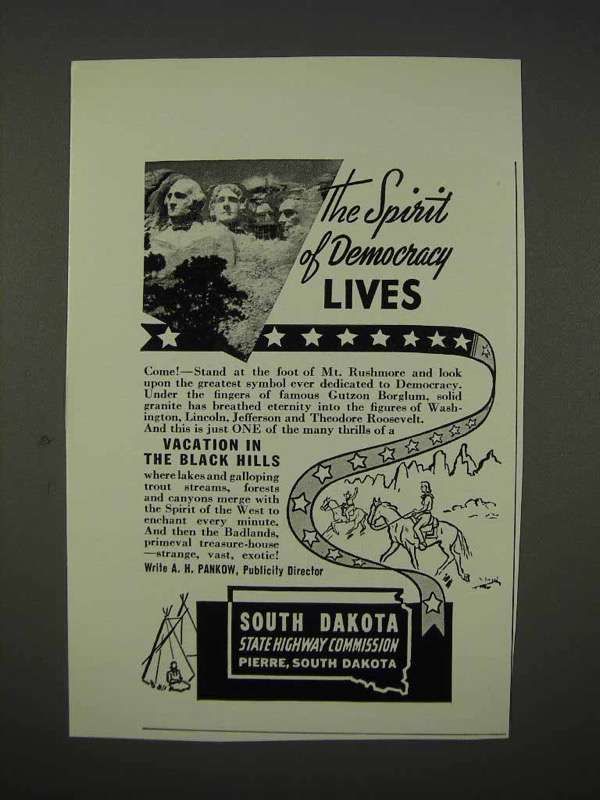 The Spirit
of Democracy
LIVES
Come!—Stand at the foot of Mt. Rushmore and look
upon the greatest symbol ever dedicated to Democracy.
Under the fingers of famous Gutzon Borglum, solid
granite has breathed eternity into the figures of Wash-
ington, Lincoln, Jefferson and Theodore Roosevelt.
And this is just ONE of the many thrills of a
VACATION IN
THE BLACK HILLS
where lakes and galloping
trout streams, forests
and canyons merge with
the Spirit of the West to
enchant every minute.
And then the Badlands,
primeval treasure-house
—strange, vast, exotic!
Write A. H. PANKOW, Publicity Director
SOUTH DAKOTA
STATE HIGHWAY COMMISSION
PIERRE, SOUTH DAKOTA